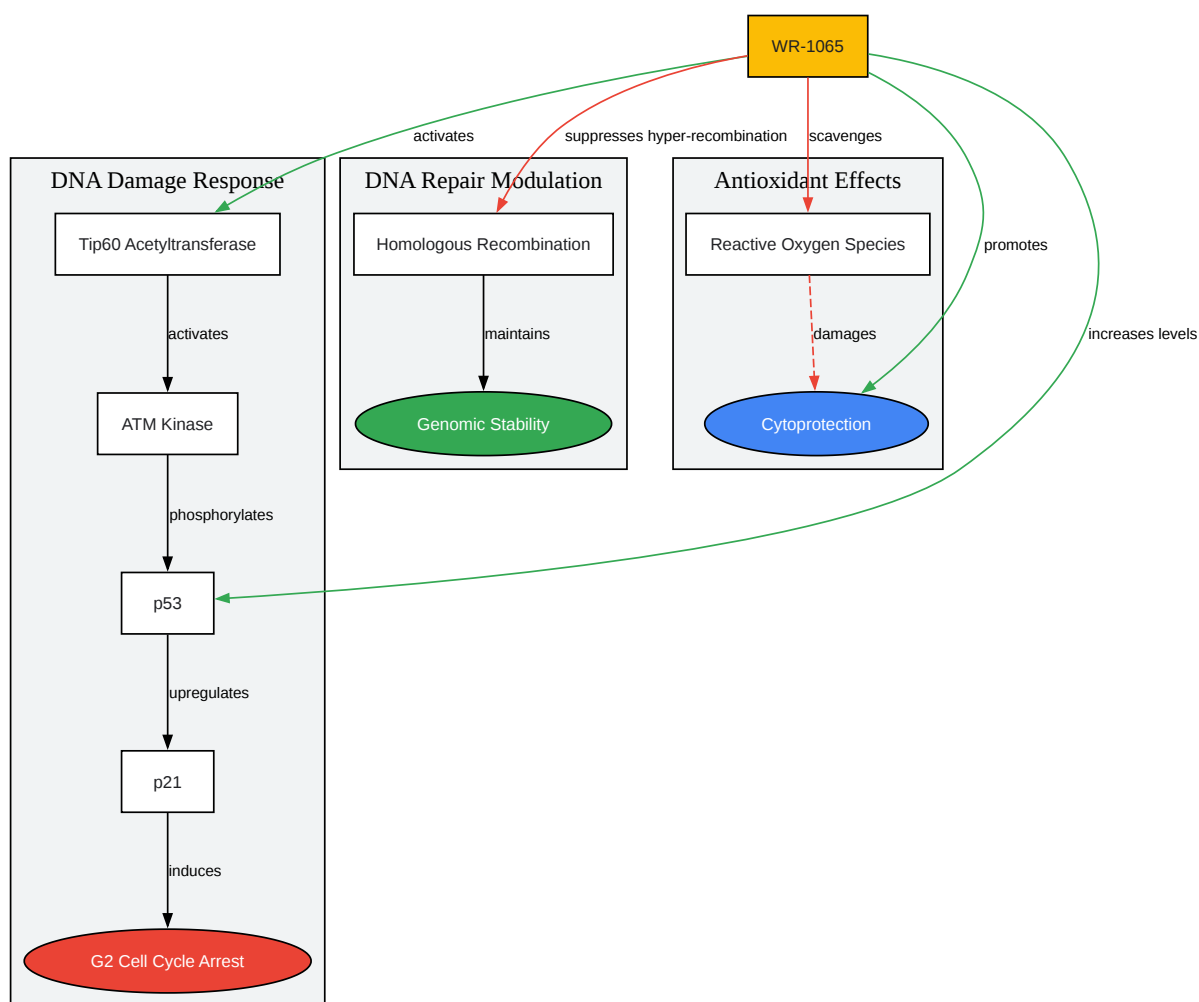 WR-1065
activates
suppresses hyper-recombination
scavenges
DNA Damage Response
DNA Repair Modulation
Antioxidant Effects
Tip60 Acetyltransferase
Homologous Recombination
Reactive Oxygen Species
promotes
activates
maintains
damages
increases levels
ATM Kinase
Genomic Stability
Cytoprotection
phosphorylates
p53
upregulates
p21
induces
G2 Cell Cycle Arrest